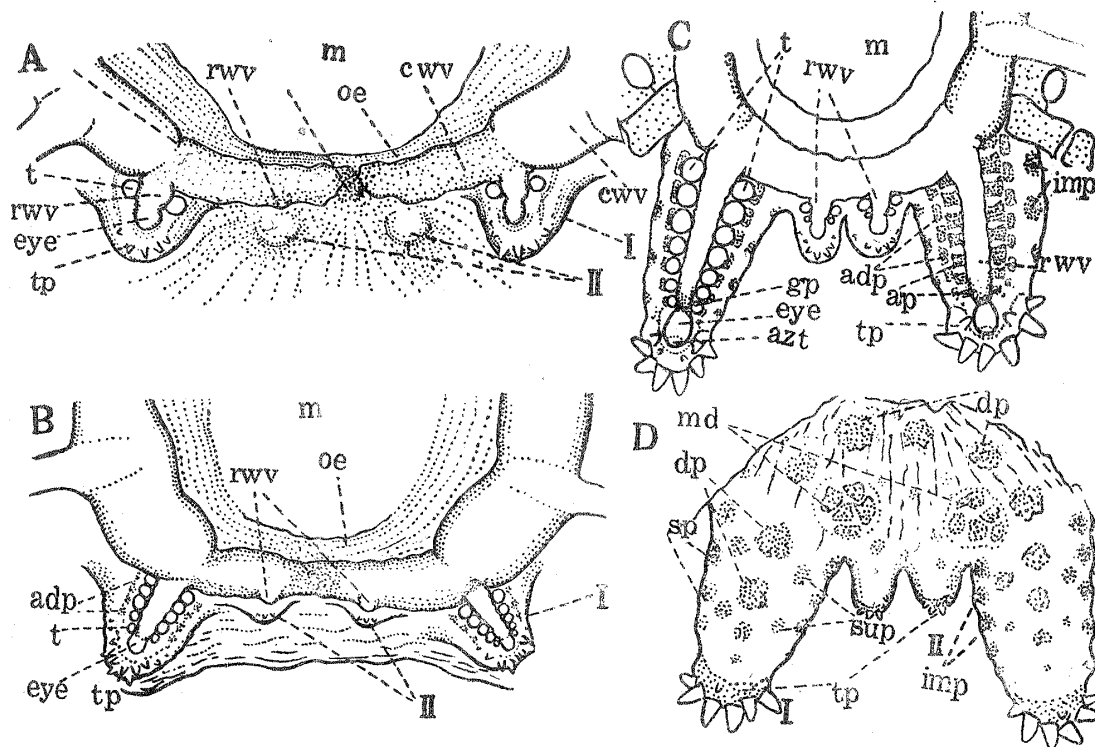 A
m
rwv
oe
cwv
t
rwv
eye
tp
cwv
I
II
C
t
rwv
m
imp
adp
rwv
ap
gp
eye
azt
tp
B
m
rwv
oe
adp
t
eye
tp
I
II
D
md
dp
dp
sp
sup
II
imp
tp
I